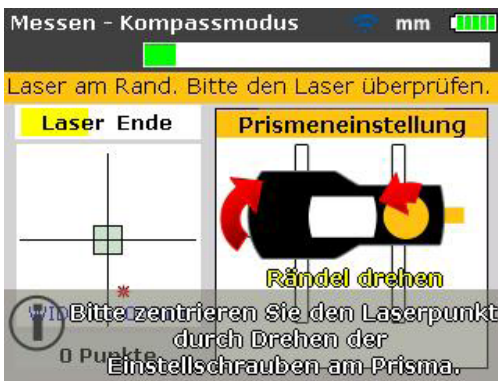 Messen - Kompassmodus mm
Laser am Rand. Bitte den Laser überprüfen.
Laser Ende
Prismeneinstellung
Rändel drehen
Bitte zentrieren Sie den Laserpunkt
durch Drehen der
Einstellschrauben am Prisma.
0 Punkte